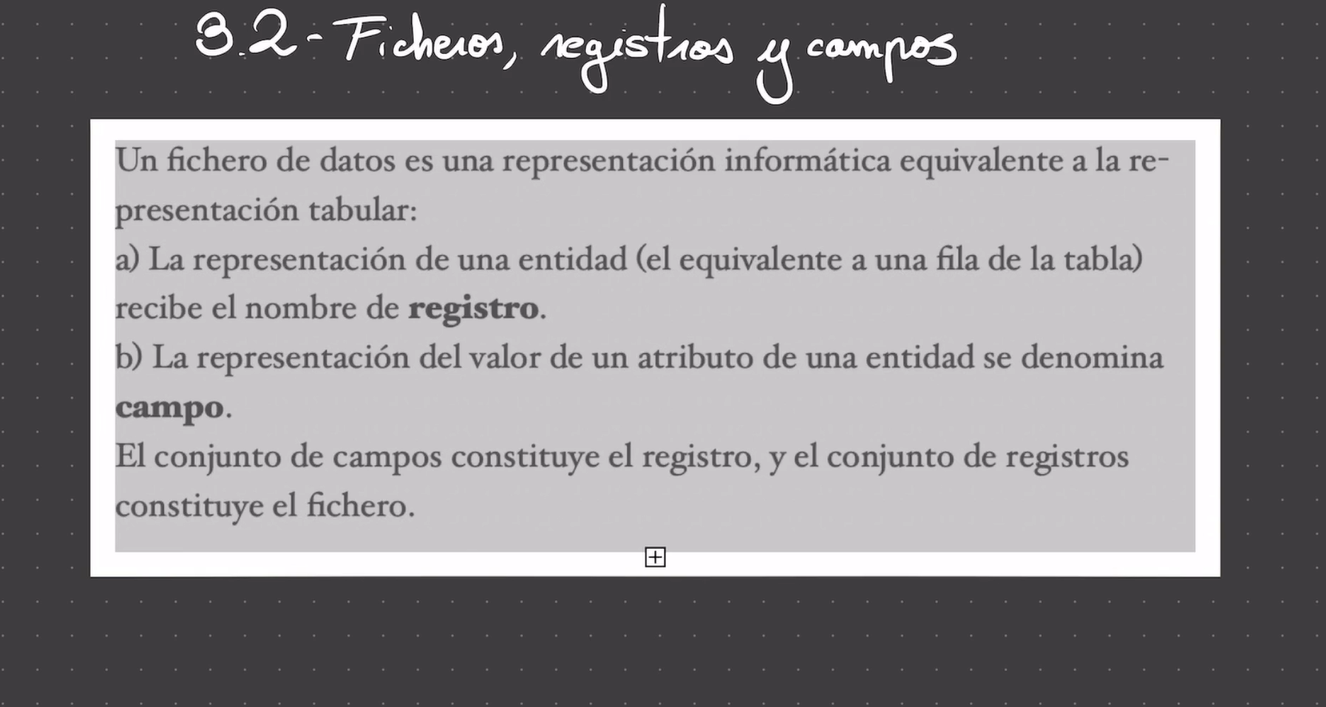 3.2- Ficheros, registros y campos
Un fichero de datos es una representación informática equivalente a la re-
presentación tabular:
a) La representación de una entidad (el equivalente a una fila de la tabla)
recibe el nombre de registro.
b) La representación del valor de un atributo de una entidad se denomina
campo.
El conjunto de campos constituye el registro, y el conjunto de registros
constituye el fichero.